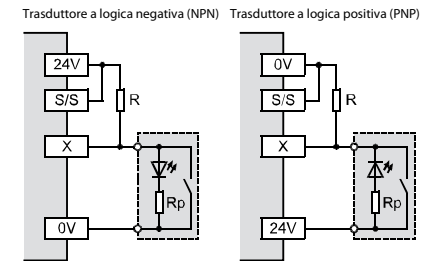 Trasduttore a logica negativa (NPN) Trasduttore a logica positiva (PNP)
24V
S/S
R
X
Rp
0V
0V
S/S
R
X
Rp
24V